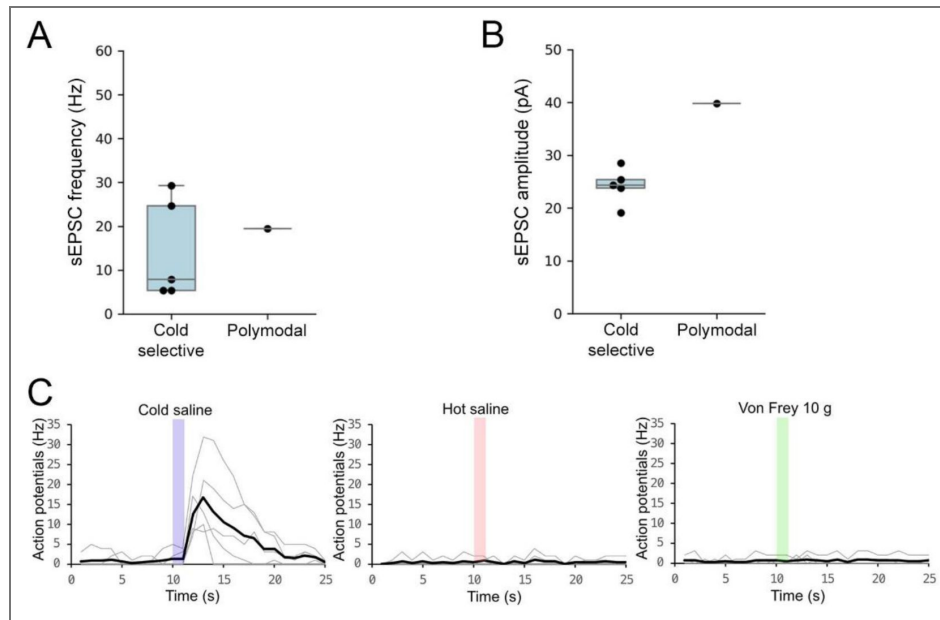 A
60
50
40
30
20
10
0
sEPSC frequency (Hz)
Cold
selective
Polymodal
B
50
40
30
20
10
0
sEPSC amplitude (pA)
Cold
selective
Polymodal
C
Cold saline
35
30
25
20
15
10
5
0
Action potentials (Hz)
0 5 10 15 20 25
Time (s)
Hot saline
35
30
25
20
15
10
5
0
Action potentials (Hz)
0 5 10 15 20 25
Time (s)
Von Frey 10 g
35
30
25
20
15
10
5
0
Action potentials (Hz)
0 5 10 15 20 25
Time (s)